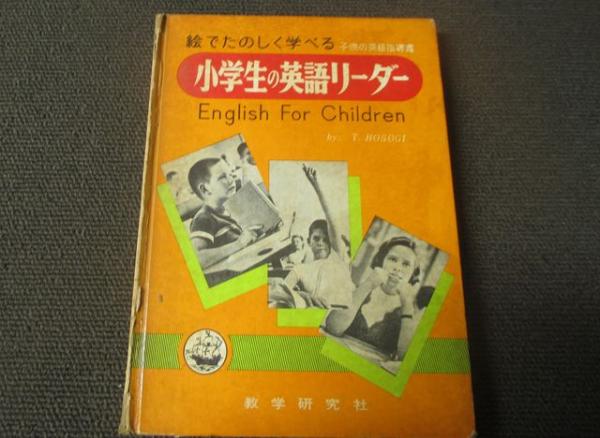 絵でたのしく学べる 子供の英語指導書
小学生の英語リーダー
English For Children
by: T. HOSOGI
教学研究社